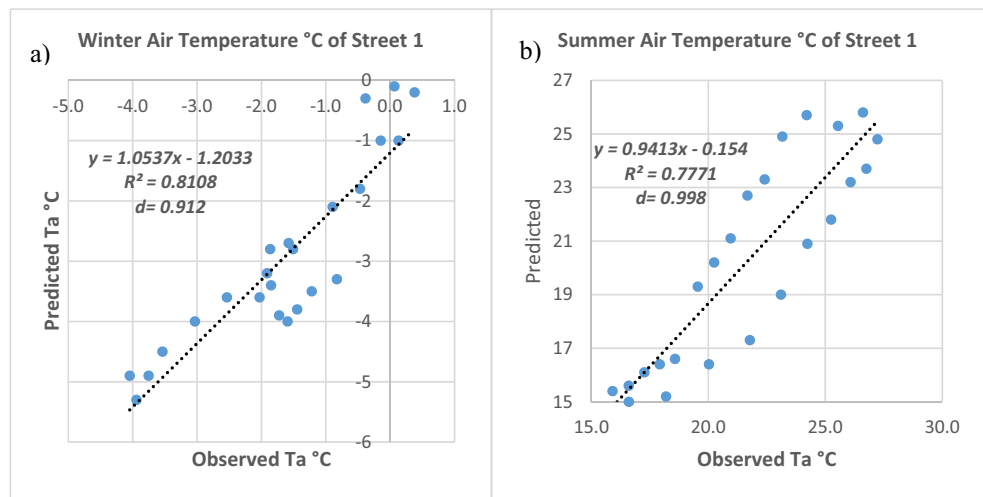 a)
Winter Air Temperature °C of Street 1
0
-5.0 -4.0 -3.0 -2.0 -1.0 0.0 1.0
-1
-2
-3
-4
-5
-6
y = 1.0537x - 1.2033
R² = 0.8108
d= 0.912
Predicted Ta °C
Observed Ta °C
b)
Summer Air Temperature °C of Street 1
27
25
23
21
19
17
15
y = 0.9413x - 0.154
R² = 0.7771
d= 0.998
Predicted
15.0 20.0 25.0 30.0
Observed Ta °C